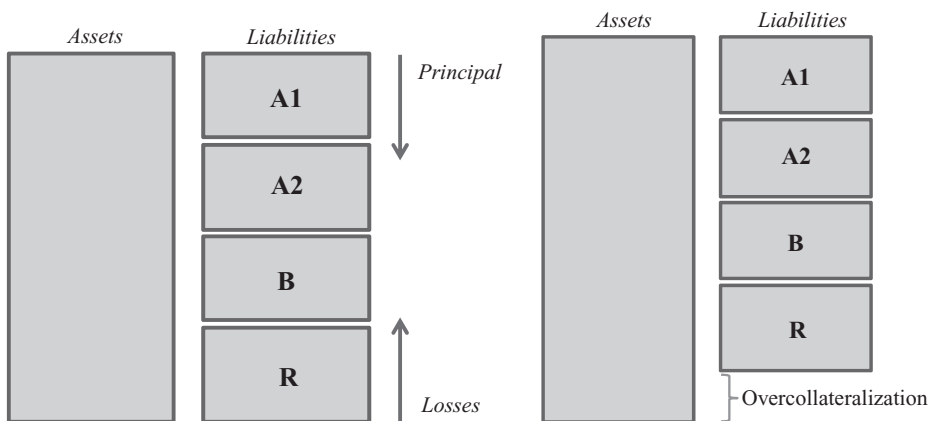 Assets
Liabilities
A1
A2
B
R
Principal
Losses
Assets
Liabilities
A1
A2
B
R
Overcollateralization